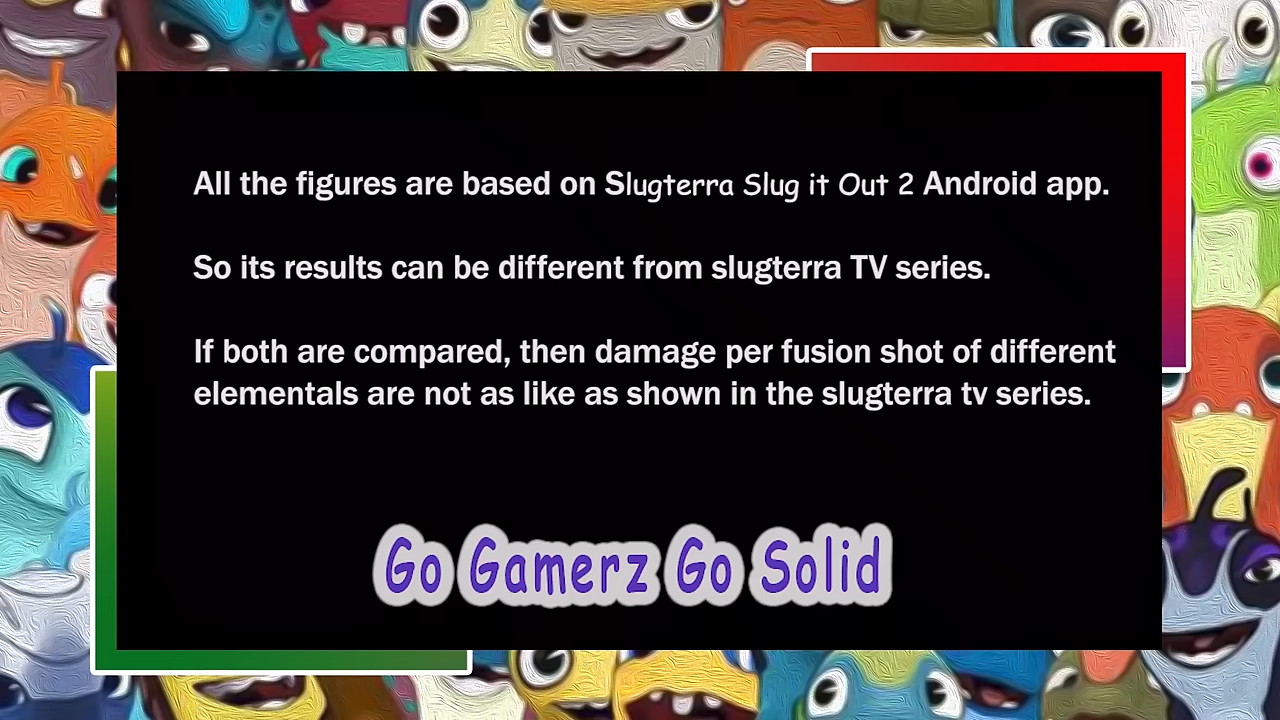 All the figures are based on Slugterra Slug it Out 2 Android app.
So its results can be different from slugterra TV series.
If both are compared, then damage per fusion shot of different
elementals are not as like as shown in the slugterra tv series.
Go Gamerz Go Solid